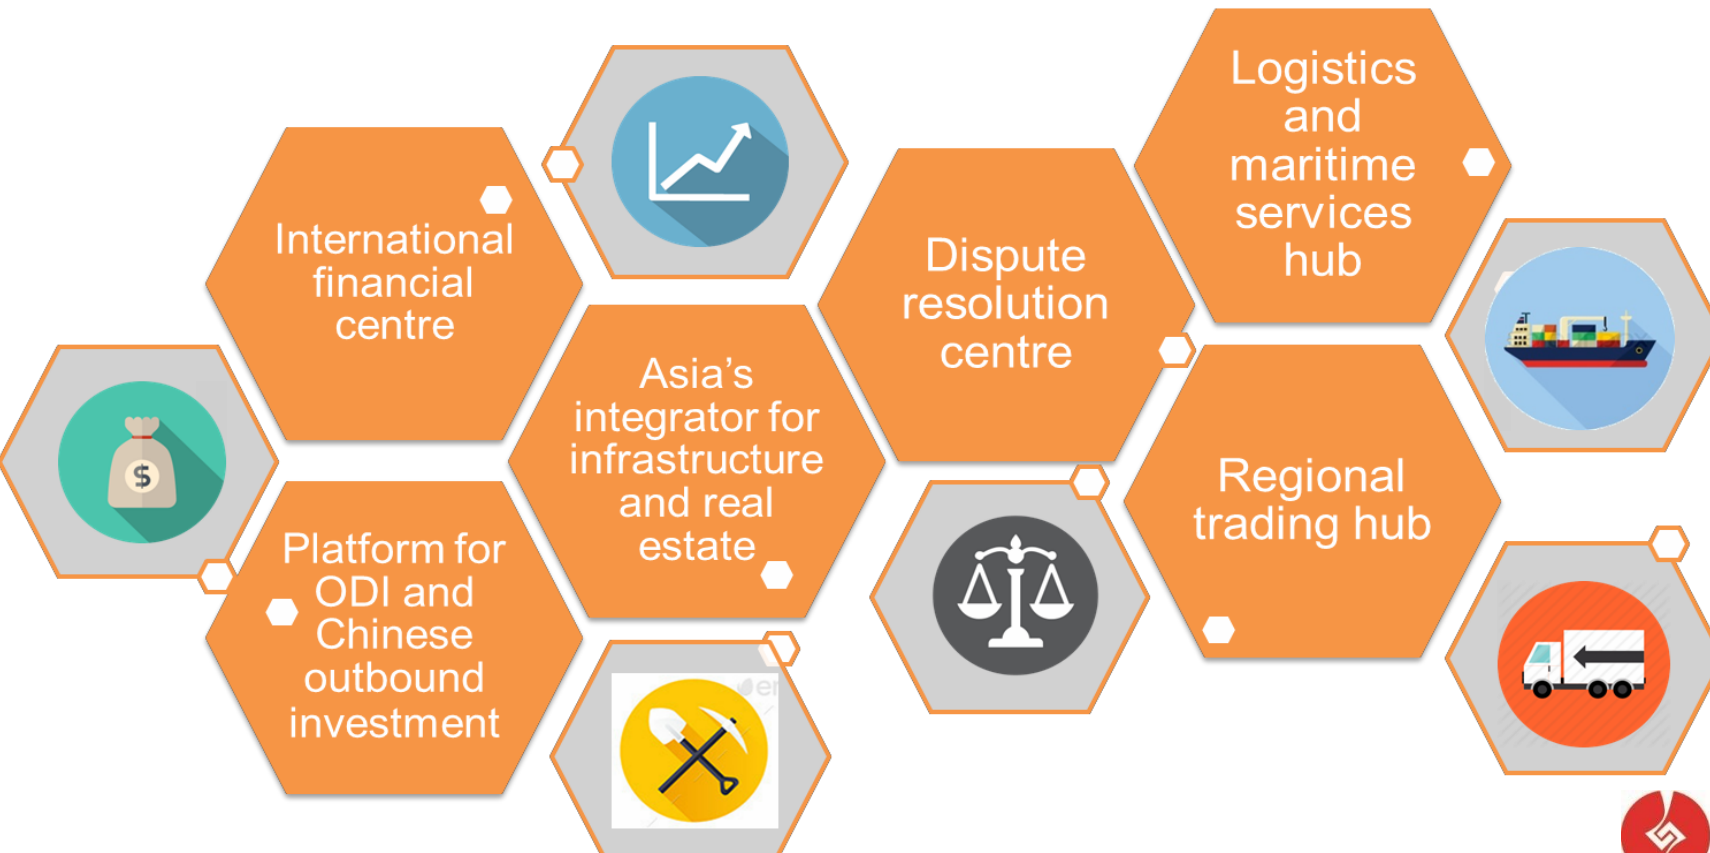 International
financial
centre
Platform for
ODI and
Chinese
outbound
investment
$
Asia’s
integrator for
infrastructure
and real
estate
Dispute
resolution
centre
Logistics
and
maritime
services
hub
Regional
trading hub